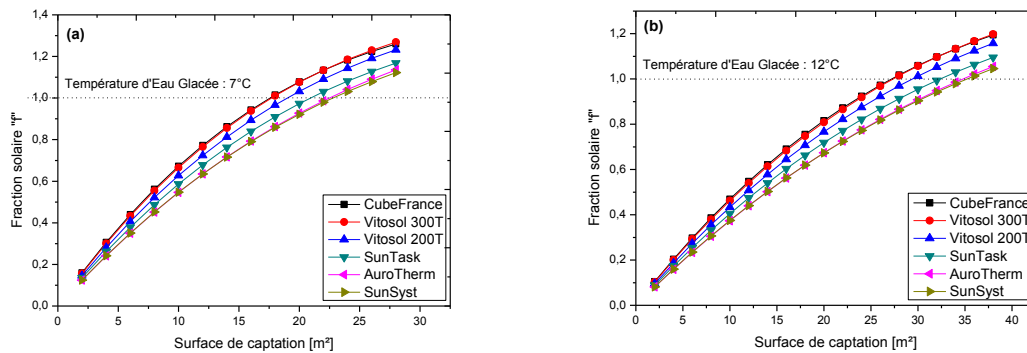 (a)
Température d'Eau Glacée : 7°C
Fraction solaire "f"
1,4
1,2
1,0
0,8
0,6
0,4
0,2
0,0
CubeFrance
Vitosol 300T
Vitosol 200T
SunTask
AuroTherm
SunSyst
0 5 10 15 20 25 30
Surface de captation [m²]
(b)
Température d'Eau Glacée : 12°C
Fraction solaire "f"
1,2
1,0
0,8
0,6
0,4
0,2
0,0
CubeFrance
Vitosol 300T
Vitosol 200T
SunTask
AuroTherm
SunSyst
0 5 10 15 20 25 30 35 40
Surface de captation [m²]